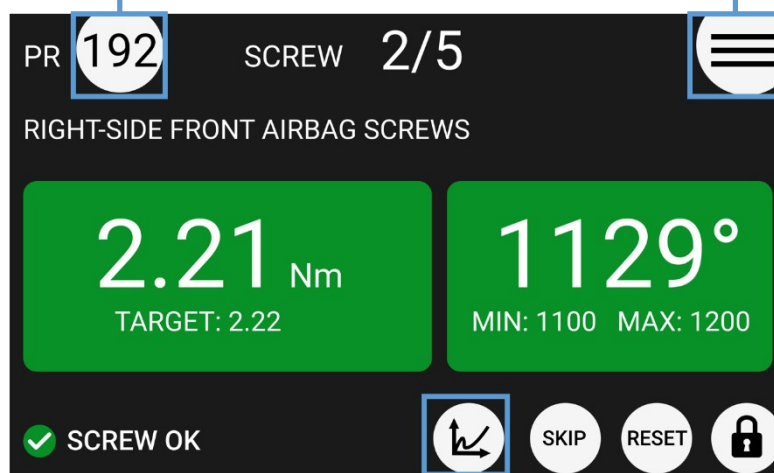 PR 192 SCREW 2/5
RIGHT-SIDE FRONT AIRBAG SCREWS
2.21 Nm
TARGET: 2.22
1129°
MIN: 1100 MAX: 1200
SCREW OK
SKIP
RESET